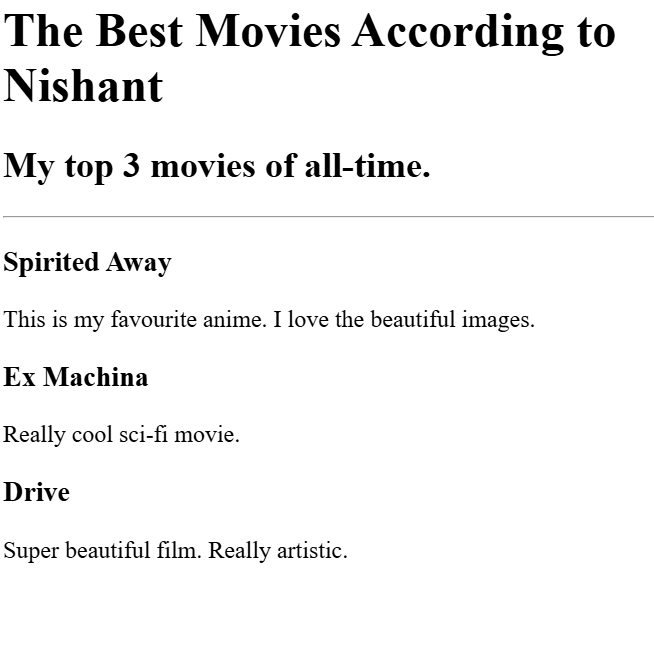 The Best Movies According to
Nishant
My top 3 movies of all-time.
Spirited Away
This is my favourite anime. I love the beautiful images.
Ex Machina
Really cool sci-fi movie.
Drive
Super beautiful film. Really artistic.